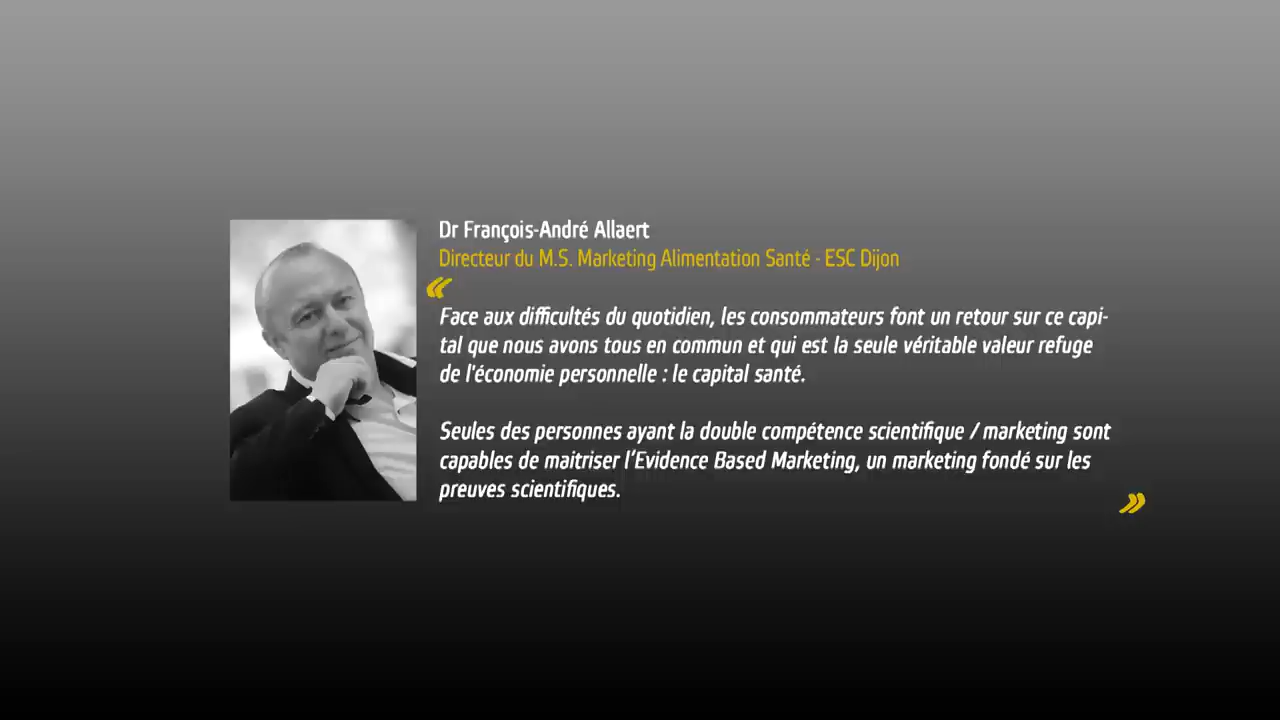 Dr François-André Allaert
Directeur du M.S. Marketing Alimentation Santé - ESC Dijon
«
Face aux difficultés du quotidien, les consommateurs font un retour sur ce capi-
tal que nous avons tous en commun et qui est la seule véritable valeur refuge
de l'économie personnelle : le capital santé.
Seules des personnes ayant la double compétence scientifique / marketing sont
capables de maitriser l'Evidence Based Marketing, un marketing fondé sur les
preuves scientifiques.
»